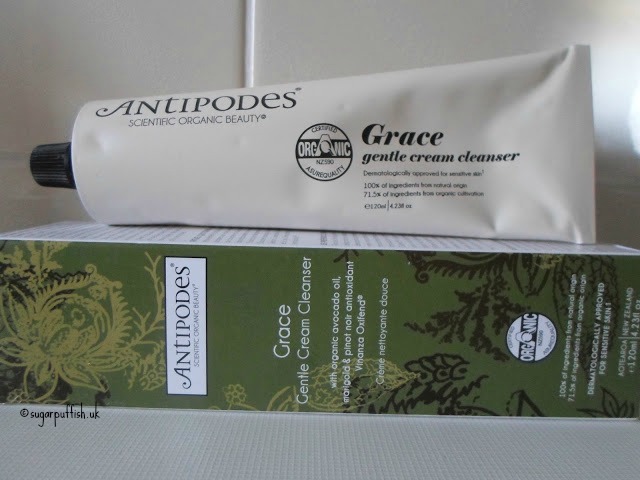 Antipodes®
SCIENTIFIC ORGANIC BEAUTY®
CERTIFIED
ORGANIC
NZ590
ASUREQUALITY
Grace
gentle cream cleanser
Dermatologically approved for sensitive skin†
100% of ingredients from natural origin
71.5% of ingredients from organic cultivation
℮120ml | 4.238 oz.
Antipodes®
SCIENTIFIC ORGANIC BEAUTY®
Grace
Gentle Cream Cleanser
with organic avocado oil,
marigold & pinot noir antioxidant
Vinanza Oxifena®
Crème nettoyante douce
ORGANIC
100% of ingredients from natural origin
71.5% of ingredients from organic origin
DERMATOLOGICALLY APPROVED
FOR SENSITIVE SKIN‡
AOTEAROA NEW ZEALAND
℮120ml
©sugarpuffish.uk